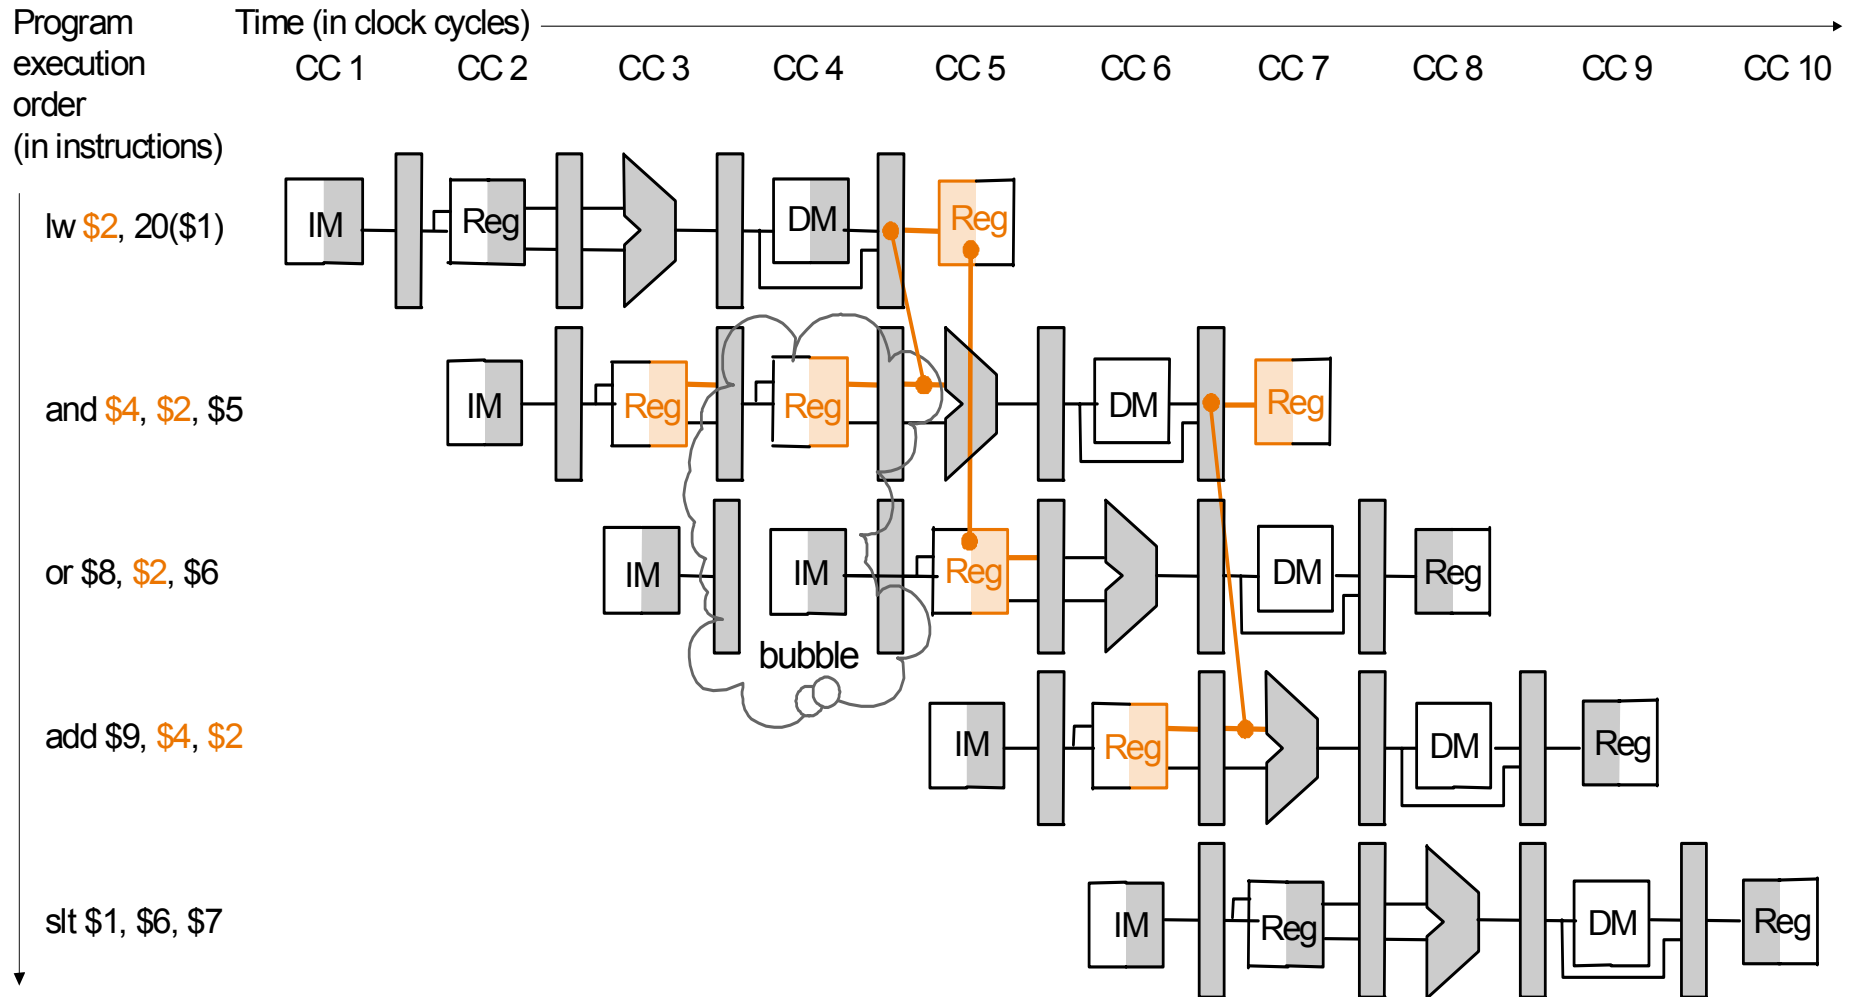 Program
execution
order
(in instructions)
Time (in clock cycles)
CC 1 CC 2 CC 3 CC 4 CC 5 CC 6 CC 7 CC 8 CC 9 CC 10
lw $2, 20($1) IM Reg DM Reg
and $4, $2, $5 IM Reg Reg DM Reg
or $8, $2, $6 IM IM Reg DM Reg
bubble
add $9, $4, $2 IM Reg DM Reg
slt $1, $6, $7 IM Reg DM Reg